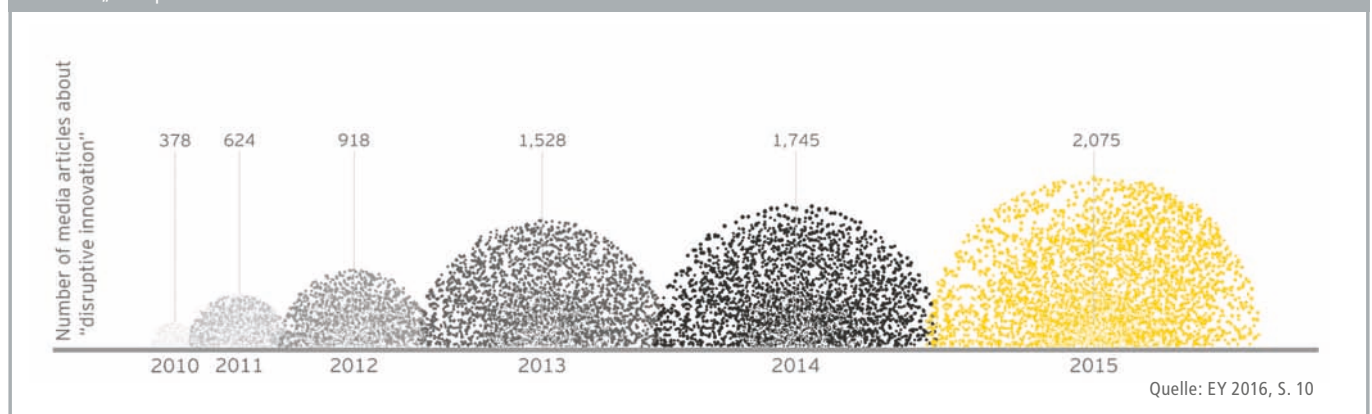 Number of media articles about
“disruptive innovation”
378 624 918 1,528 1,745 2,075
2010 2011 2012 2013 2014 2015
Quelle: EY 2016, S. 10